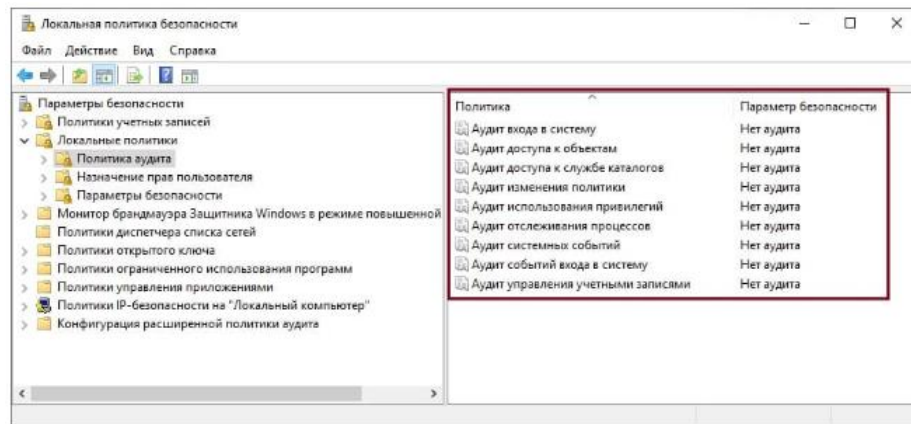 Локальная политика безопасности
Файл Действие Вид Справка
Параметры безопасности
Политики учетных записей
Локальные политики
Политика аудита
Назначение прав пользователя
Параметры безопасности
Монитор брандмауэра Защитника Windows в режиме повышенной
Политики диспетчера списка сетей
Политики открытого ключа
Политики ограниченного использования программ
Политики управления приложениями
Политики IP-безопасности на "Локальный компьютер"
Конфигурация расширенной политики аудита
Политика Параметр безопасности
Аудит входа в систему Нет аудита
Аудит доступа к объектам Нет аудита
Аудит доступа к службе каталогов Нет аудита
Аудит изменения политики Нет аудита
Аудит использования привилегий Нет аудита
Аудит отслеживания процессов Нет аудита
Аудит системных событий Нет аудита
Аудит событий входа в систему Нет аудита
Аудит управления учетными записями Нет аудита